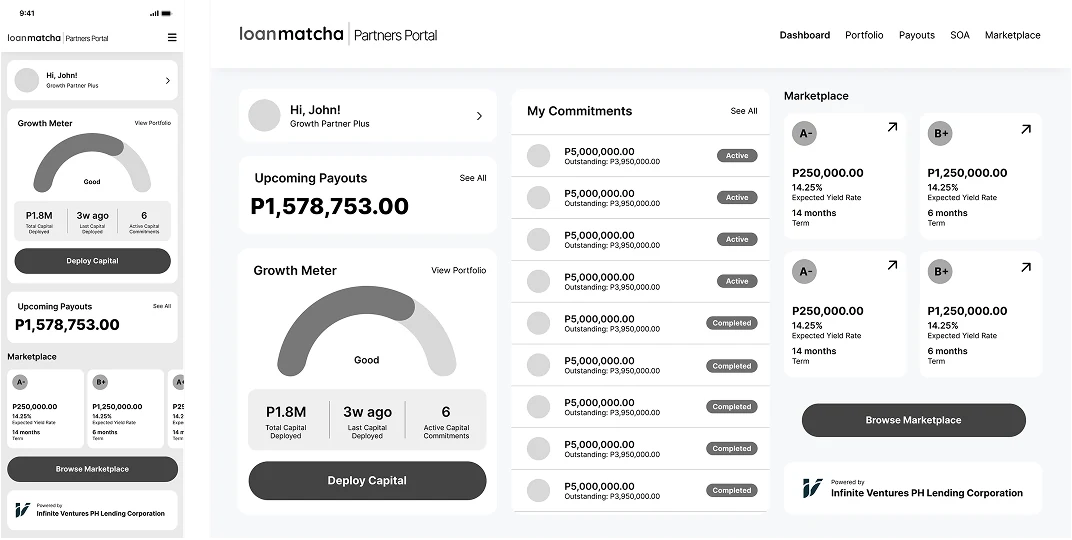 9:41
loanmatcha Partners Portal
Hi, John!
Growth Partner Plus
Growth Meter View Portfolio
Good
P1.8M 3w ago 6
Total Capital Deployed Last Capital Deployed Active Capital Commitments
Deploy Capital
Upcoming Payouts See All
P1,578,753.00
Marketplace
A- B+ A
P250,000.00 P1,250,000.00 P25
14.25% 14.25% 14.2
Expected Yield Rate Expected Yield Rate Expe
14 months 6 months 14 m
Term Term Term
Browse Marketplace
Powered by
Infinite Ventures PH Lending Corporation
loanmatcha Partners Portal
Dashboard Portfolio Payouts SOA Marketplace
Hi, John!
Growth Partner Plus
Upcoming Payouts See All
P1,578,753.00
Growth Meter View Portfolio
Good
P1.8M 3w ago 6
Total Capital Deployed Last Capital Deployed Active Capital Commitments
Deploy Capital
My Commitments See All
P5,000,000.00
Outstanding: P3,950,000.00 Active
P5,000,000.00
Outstanding: P3,950,000.00 Active
P5,000,000.00
Outstanding: P3,950,000.00 Active
P5,000,000.00
Outstanding: P3,950,000.00 Active
P5,000,000.00
Outstanding: P3,950,000.00 Completed
P5,000,000.00
Outstanding: P3,950,000.00 Completed
P5,000,000.00
Outstanding: P3,950,000.00 Completed
P5,000,000.00
Outstanding: P3,950,000.00 Completed
P5,000,000.00
Outstanding: P3,950,000.00 Completed
Marketplace
A- B+
P250,000.00 P1,250,000.00
14.25% 14.25%
Expected Yield Rate Expected Yield Rate
14 months 6 months
Term Term
A- B+
P250,000.00 P1,250,000.00
14.25% 14.25%
Expected Yield Rate Expected Yield Rate
14 months 6 months
Term Term
Browse Marketplace
Powered by
Infinite Ventures PH Lending Corporation